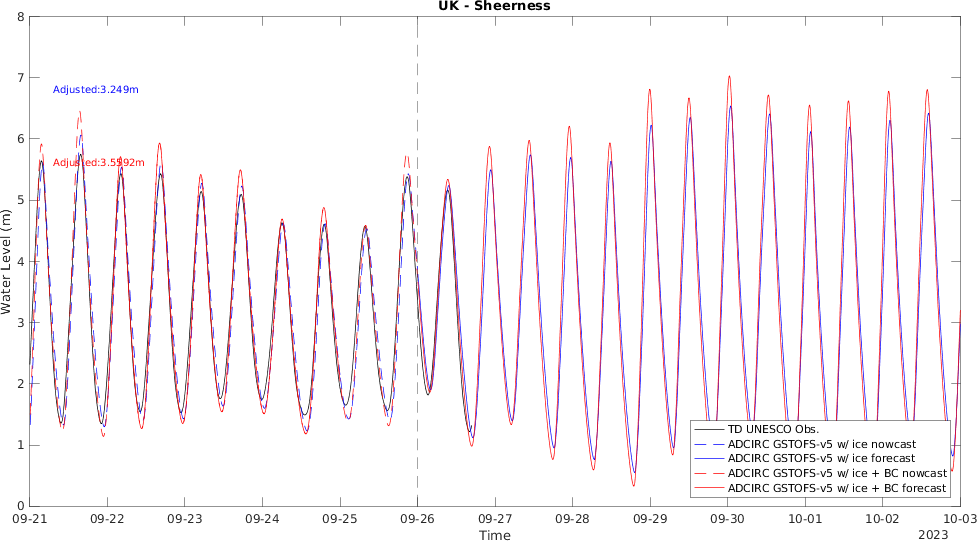 UK - Sheerness
8
7
6
5
4
3
2
1
0
Water Level (m)
Adjusted:3.249m
Adjusted:3.5592m
TD UNESCO Obs.
ADCIRC GSTOFS-v5 w/ ice nowcast
ADCIRC GSTOFS-v5 w/ ice forecast
ADCIRC GSTOFS-v5 w/ ice + BC nowcast
ADCIRC GSTOFS-v5 w/ ice + BC forecast
09-21 09-22 09-23 09-24 09-25 09-26 09-27 09-28 09-29 09-30 10-01 10-02 10-03
Time
2023